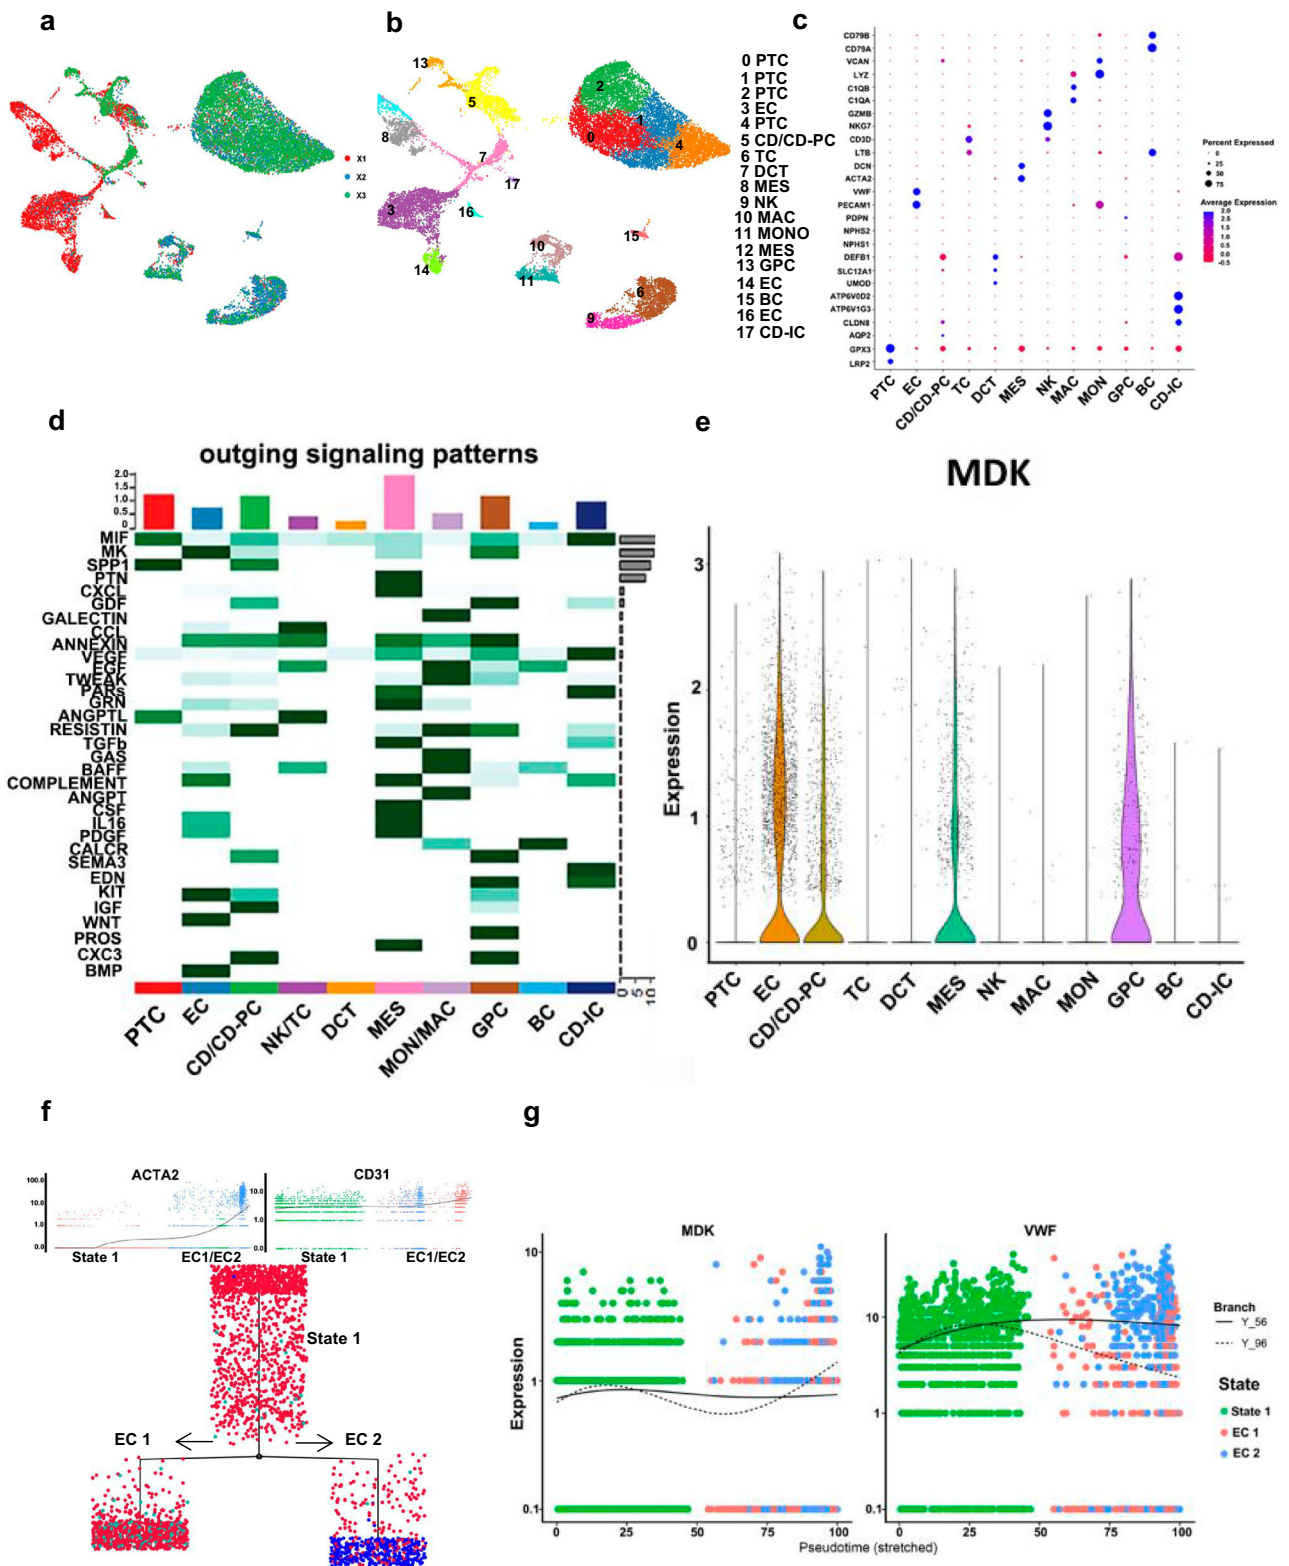 a
X1
X2
X3
b
13
5
8
7
17
3
16
14
10
11
15
6
9
2
1
0
4
0 PTC
1 PTC
2 PTC
3 EC
4 PTC
5 CD/CD-PC
6 TC
7 DCT
8 MES
9 NK
10 MAC
11 MONO
12 MES
13 GPC
14 EC
15 BC
16 EC
17 CD-IC
c
CD79B
CD79A
VCAN
LYZ
C1QB
C1QA
GZMB
NKG7
CD3D
LTB
DCN
ACTA2
VWF
PECAM1
PDPN
NPHS2
NPHS1
DEFB1
SLC12A1
UMOD
ATP6V0D2
ATP6V1G3
CLDN8
AQP2
GPX3
LRP2
PTC
EC
CD/CD-PC
TC
DCT
MES
NK
MAC
MON
GPC
BC
CD-IC
Percent Expressed
0
25
50
75
Average Expression
2.0
1.5
1.0
0.5
0.0
-0.5
d
outging signaling patterns
2.0
1.5
1.0
0.5
0
MIF
MK
SPP1
PTN
CXCL
GDF
GALECTIN
CCL
ANNEXIN
VEGF
EGF
TWEAK
PARs
GRN
ANGPTL
RESISTIN
TGFb
GAS
BAFF
COMPLEMENT
ANGPT
CSF
IL16
PDGF
CALCR
SEMA3
EDN
KIT
IGF
WNT
PROS
CXC3
BMP
0
5
10
PTC
EC
CD/CD-PC
NK/TC
DCT
MES
MON/MAC
GPC
BC
CD-IC
e
MDK
Expression
3
2
1
0
PTC
EC
CD/CD-PC
TC
DCT
MES
NK
MAC
MON
GPC
BC
CD-IC
f
ACTA2
100.0
10.0
1.0
0.0
State 1
EC1/EC2
CD31
10.0
1.0
0.0
State 1
EC1/EC2
State 1
EC 1
EC 2
g
MDK
VWF
Expression
10
1
0.1
10
1
0.1
0
25
50
75
100
0
25
50
75
100
Pseudotime (stretched)
Branch
Y_56
Y_96
State
State 1
EC 1
EC 2